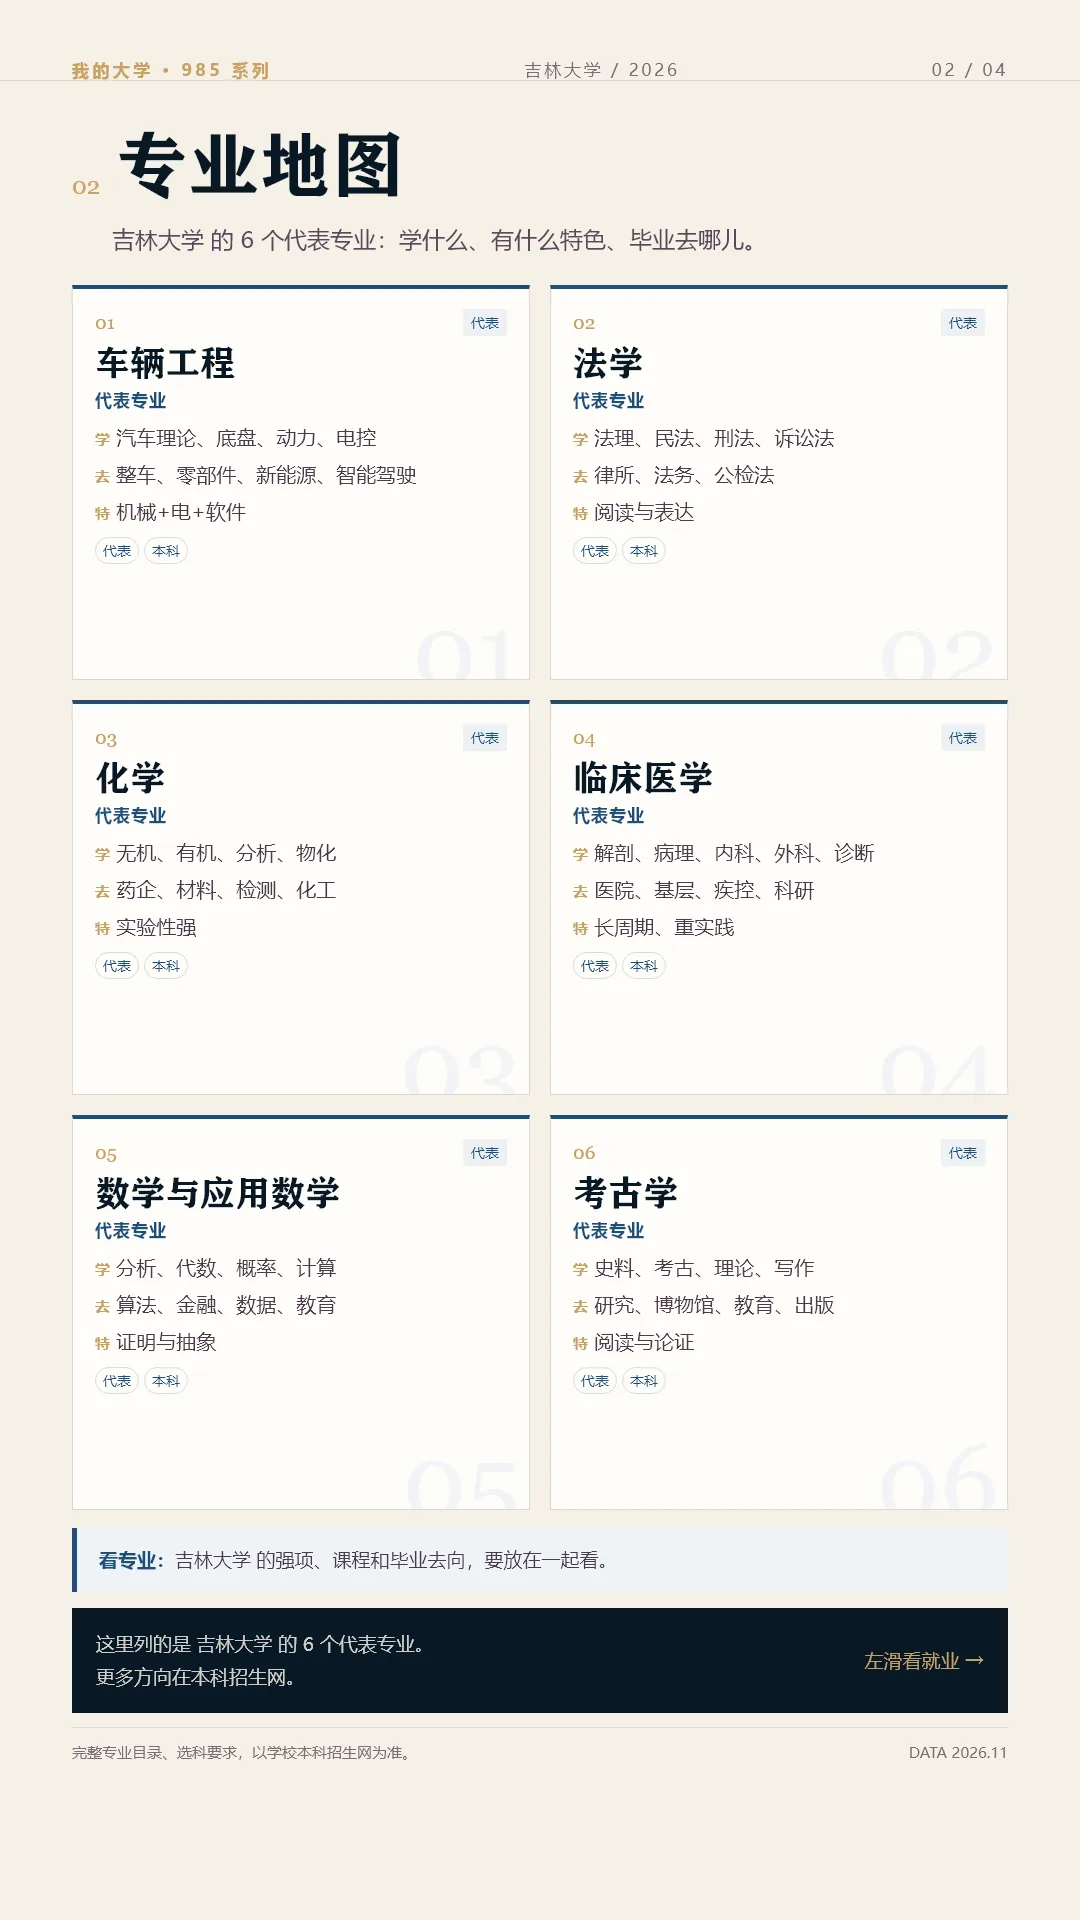 我的大学 • 985 系列
吉林大学 / 2026
02 / 04
02 专业地图
吉林大学 的 6 个代表专业：学什么、有什么特色、毕业去哪儿。
01
代表
车辆工程
代表专业
学 汽车理论、底盘、动力、电控
去 整车、零部件、新能源、智能驾驶
特 机械+电+软件
代表 本科
01
02
代表
法学
代表专业
学 法理、民法、刑法、诉讼法
去 律所、法务、公检法
特 阅读与表达
代表 本科
02
03
代表
化学
代表专业
学 无机、有机、分析、物化
去 药企、材料、检测、化工
特 实验性强
代表 本科
03
04
代表
临床医学
代表专业
学 解剖、病理、内科、外科、诊断
去 医院、基层、疾控、科研
特 长周期、重实践
代表 本科
04
05
代表
数学与应用数学
代表专业
学 分析、代数、概率、计算
去 算法、金融、数据、教育
特 证明与抽象
代表 本科
05
06
代表
考古学
代表专业
学 史料、考古、理论、写作
去 研究、博物馆、教育、出版
特 阅读与论证
代表 本科
06
看专业：吉林大学 的强项、课程和毕业去向，要放在一起看。
这里列的是 吉林大学 的 6 个代表专业。
更多方向在本科招生网。
左滑看就业 →
完整专业目录、选科要求，以学校本科招生网为准。
DATA 2026.11